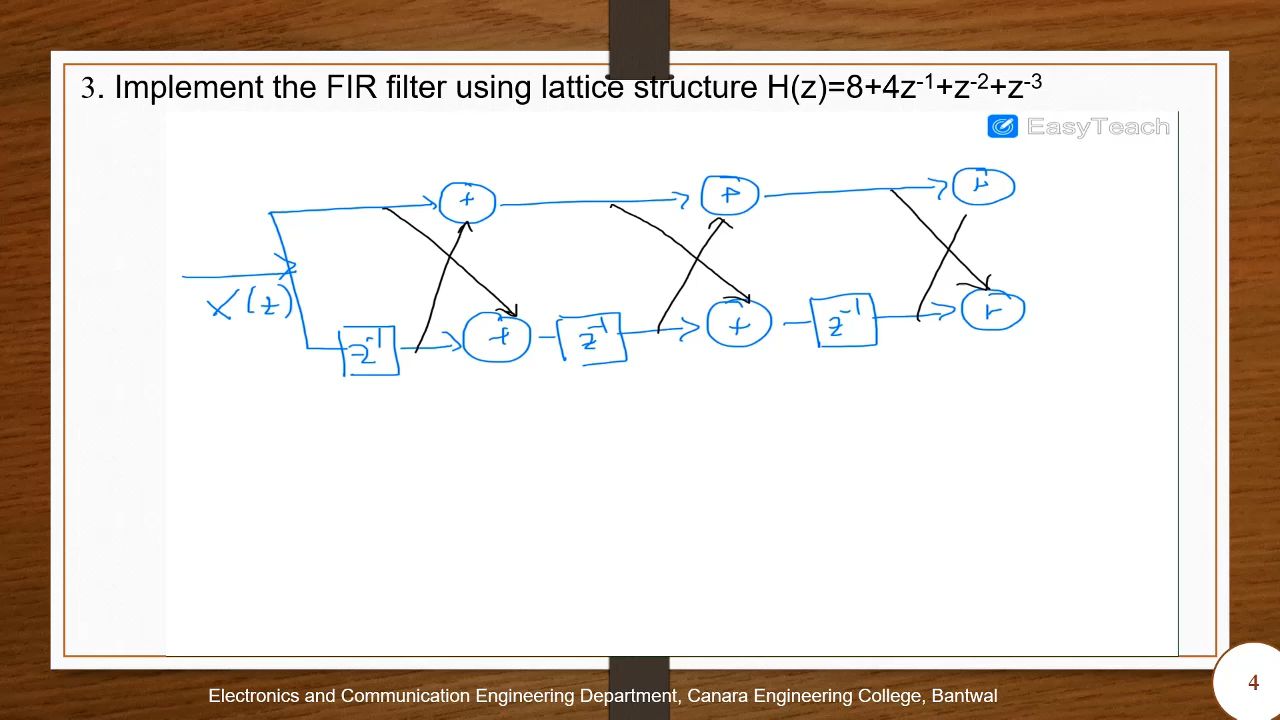 3. Implement the FIR filter using lattice structure H(z)=8+4z⁻¹+z⁻²+z⁻³
EasyTeach
+ + +
X(z)
z⁻¹ + z⁻¹ + z⁻¹ +
Electronics and Communication Engineering Department, Canara Engineering College, Bantwal
4